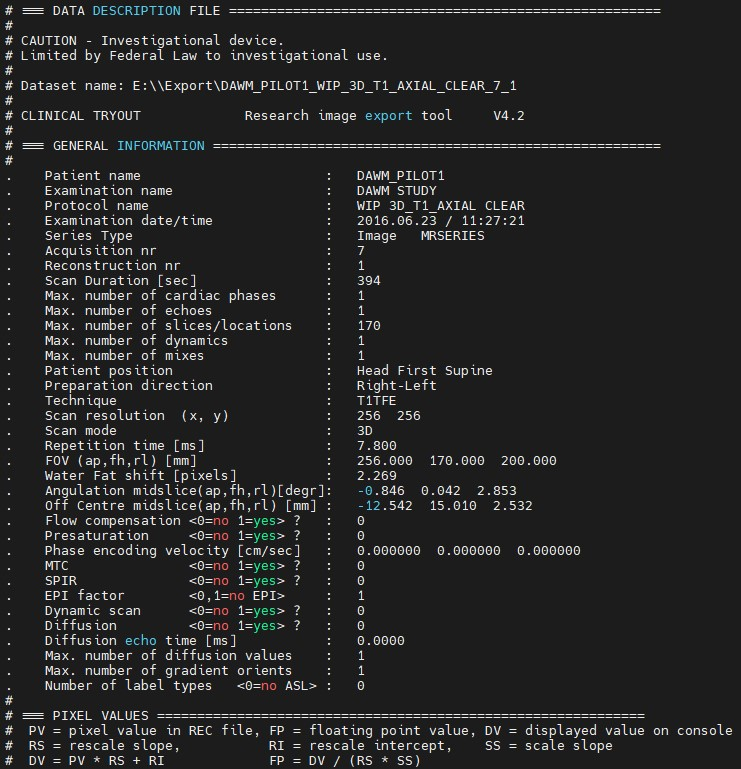 # === DATA DESCRIPTION FILE ======================================================
#
# CAUTION - Investigational device.
# Limited by Federal Law to investigational use.
#
# Dataset name: E:\\Export\DAWM_PILOT1_WIP_3D_T1_AXIAL_CLEAR_7_1
#
# CLINICAL TRYOUT             Research image export tool     V4.2
#
# === GENERAL INFORMATION ========================================================
#
.    Patient name                       :   DAWM_PILOT1
.    Examination name                   :   DAWM STUDY
.    Protocol name                      :   WIP 3D_T1_AXIAL CLEAR
.    Examination date/time              :   2016.06.23 / 11:27:21
.    Series Type                        :   Image   MRSERIES
.    Acquisition nr                     :   7
.    Reconstruction nr                  :   1
.    Scan Duration [sec]                :   394
.    Max. number of cardiac phases      :   1
.    Max. number of echoes              :   1
.    Max. number of slices/locations    :   170
.    Max. number of dynamics            :   1
.    Max. number of mixes               :   1
.    Patient position                   :   Head First Supine
.    Preparation direction              :   Right-Left
.    Technique                          :   T1TFE
.    Scan resolution  (x, y)            :   256  256
.    Scan mode                          :   3D
.    Repetition time [ms]               :   7.800
.    FOV (ap,fh,rl) [mm]                :   256.000  170.000  200.000
.    Water Fat shift [pixels]           :   2.269
.    Angulation midslice(ap,fh,rl)[degr]:   -0.846  0.042  2.853
.    Off Centre midslice(ap,fh,rl) [mm] :   -12.542  15.010  2.532
.    Flow compensation <0=no 1=yes> ?   :   0
.    Presaturation     <0=no 1=yes> ?   :   0
.    Phase encoding velocity [cm/sec]   :   0.000000  0.000000  0.000000
.    MTC               <0=no 1=yes> ?   :   0
.    SPIR              <0=no 1=yes> ?   :   0
.    EPI factor        <0,1=no EPI>     :   1
.    Dynamic scan      <0=no 1=yes> ?   :   0
.    Diffusion         <0=no 1=yes> ?   :   0
.    Diffusion echo time [ms]           :   0.0000
.    Max. number of diffusion values    :   1
.    Max. number of gradient orients    :   1
.    Number of label types   <0=no ASL> :   0
#
# === PIXEL VALUES =============================================================
#  PV = pixel value in REC file, FP = floating point value, DV = displayed value on console
#  RS = rescale slope,           RI = rescale intercept,    SS = scale slope
#  DV = PV * RS + RI             FP = DV / (RS * SS)